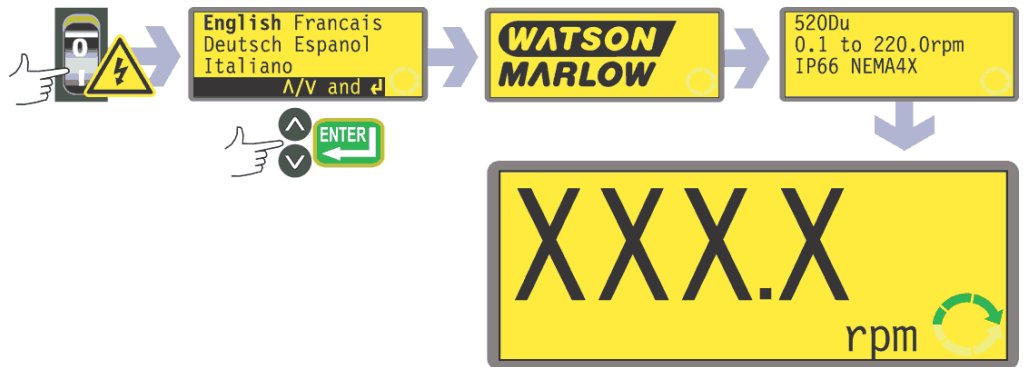 0
I
English Francais
Deutsch Espanol
Italiano
Λ/V and ↵
ENTER
WATSON
MARLOW
520Du
0.1 to 220.0rpm
IP66 NEMA4X
XXX.X
rpm